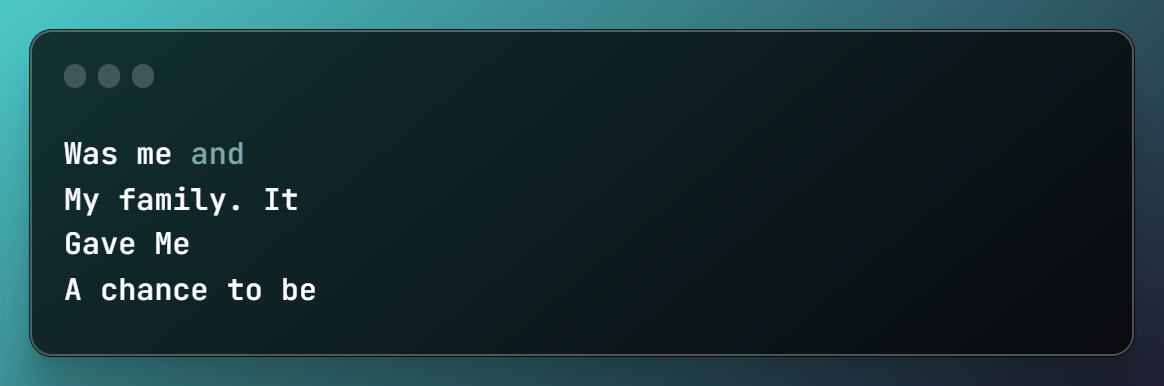 Was me and
My family. It
Gave Me
A chance to be